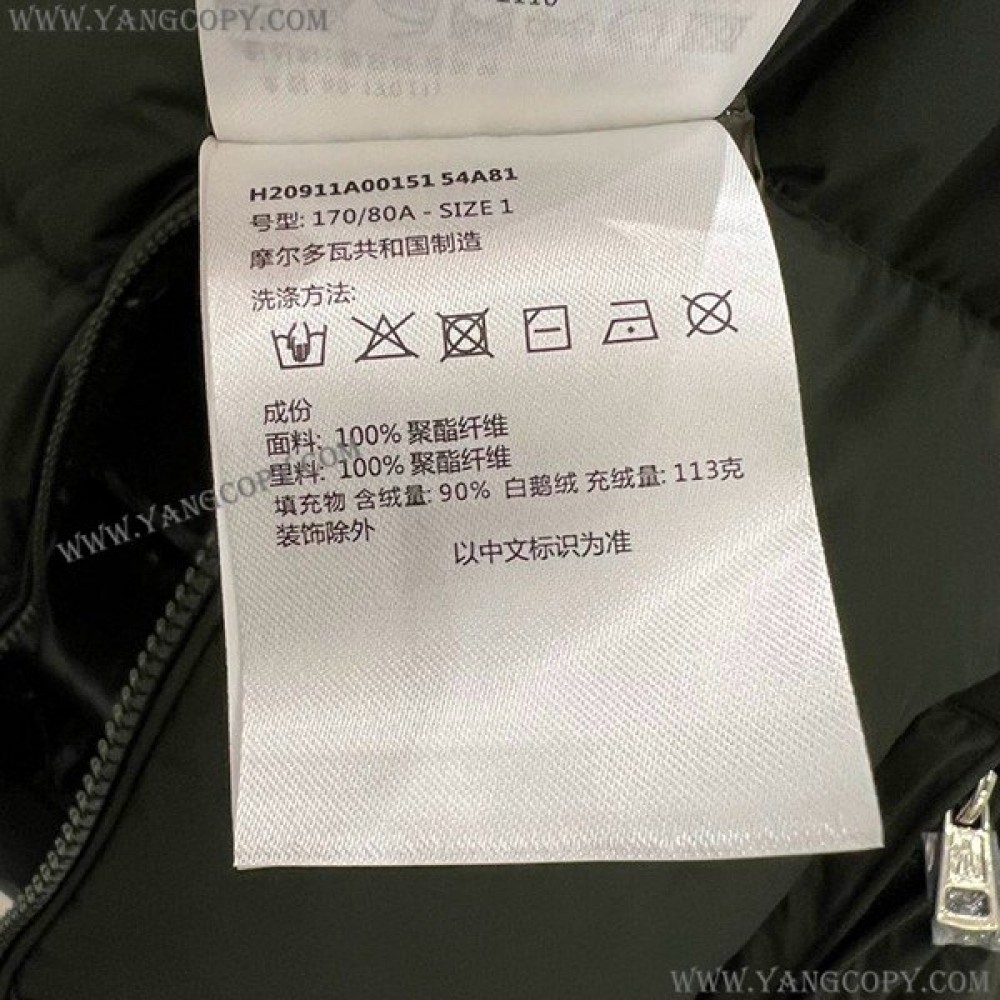 WWW.YANGCOPY.COM
H20911A00151 54A81
号型: 170/80A - SIZE 1
摩尔多瓦共和国制造
洗涤方法:
成份
面料: 100% 聚酯纤维
里料: 100% 聚酯纤维
填充物 含绒量: 90% 白鹅绒 充绒量: 113克
装饰除外
以中文标识为准
WWW.YANGCOPY.COM
WWW.YANGCOPY.COM